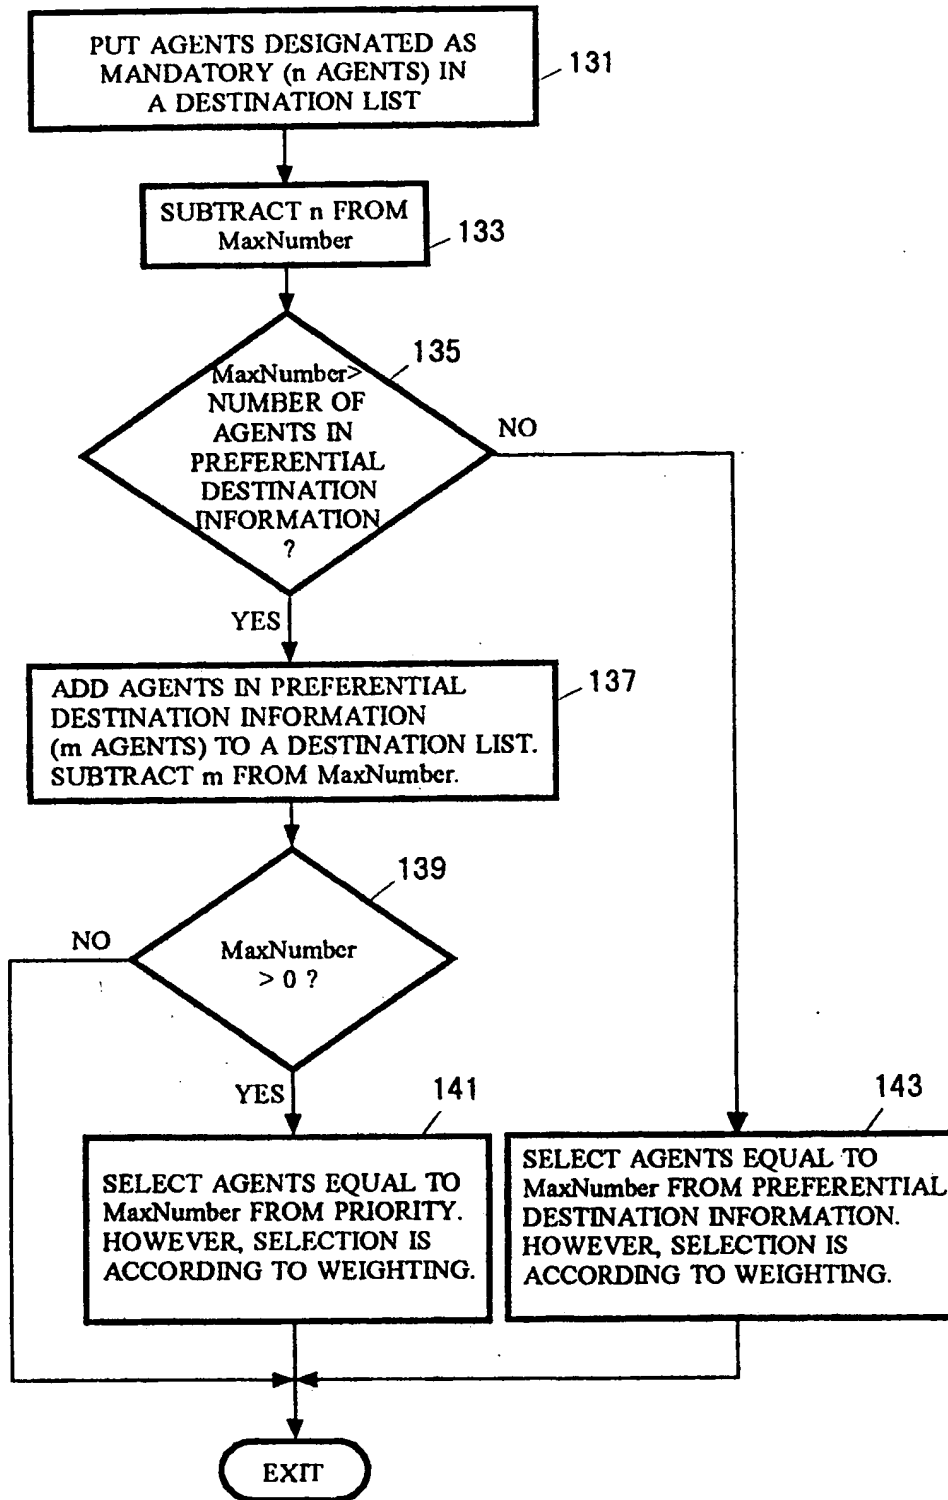 PUT AGENTS DESIGNATED AS
MANDATORY (n AGENTS) IN
A DESTINATION LIST
131
SUBTRACT n FROM
MaxNumber
133
135
MaxNumber>
NUMBER OF
AGENTS IN
PREFERENTIAL
DESTINATION
INFORMATION
?
NO
YES
ADD AGENTS IN PREFERENTIAL
DESTINATION INFORMATION
(m AGENTS) TO A DESTINATION LIST.
SUBTRACT m FROM MaxNumber.
137
139
NO
MaxNumber
> 0 ?
YES
141
SELECT AGENTS EQUAL TO
MaxNumber FROM PRIORITY.
HOWEVER, SELECTION IS
ACCORDING TO WEIGHTING.
143
SELECT AGENTS EQUAL TO
MaxNumber FROM PREFERENTIAL
DESTINATION INFORMATION.
HOWEVER, SELECTION IS
ACCORDING TO WEIGHTING.
EXIT